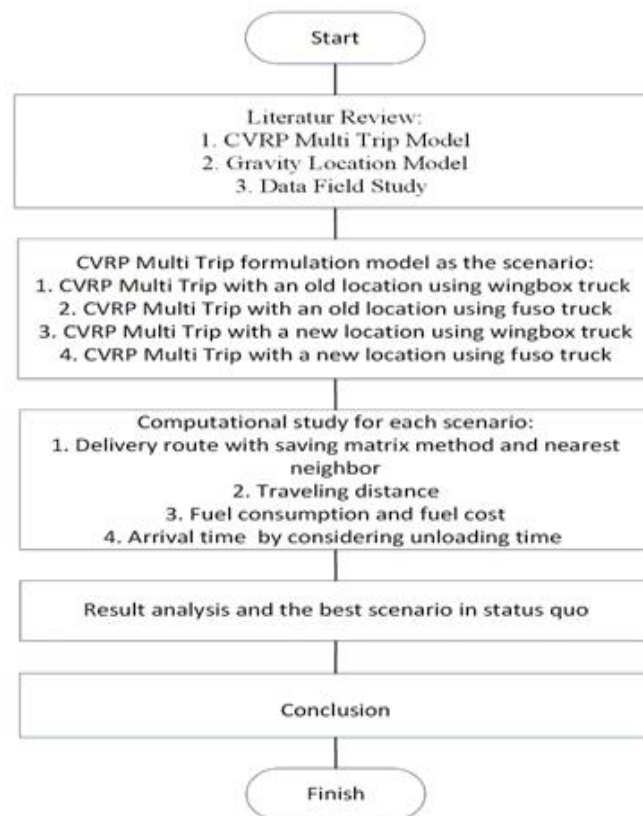 Start
Literatur Review:
1. CVRP Multi Trip Model
2. Gravity Location Model
3. Data Field Study
CVRP Multi Trip formulation model as the scenario:
1. CVRP Multi Trip with an old location using wingbox truck
2. CVRP Multi Trip with an old location using fuso truck
3. CVRP Multi Trip with a new location using wingbox truck
4. CVRP Multi Trip with a new location using fuso truck
Computational study for each scenario:
1. Delivery route with saving matrix method and nearest
neighbor
2. Traveling distance
3. Fuel consumption and fuel cost
4. Arrival time by considering unloading time
Result analysis and the best scenario in status quo
Conclusion
Finish